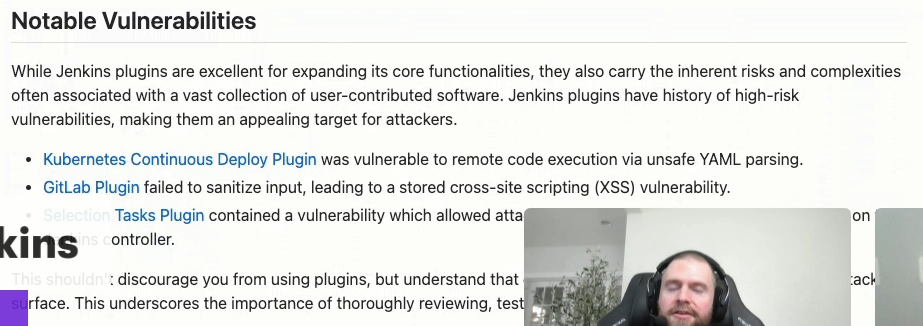 Notable Vulnerabilities
While Jenkins plugins are excellent for expanding its core functionalities, they also carry the inherent risks and complexities
often associated with a vast collection of user-contributed software. Jenkins plugins have history of high-risk
vulnerabilities, making them an appealing target for attackers.
• Kubernetes Continuous Deploy Plugin was vulnerable to remote code execution via unsafe YAML parsing.
• GitLab Plugin failed to sanitize input, leading to a stored cross-site scripting (XSS) vulnerability.
• Selection Tasks Plugin contained a vulnerability which allowed atta on
controller.
kins
This shouldn't discourage you from using plugins, but understand that tack
surface. This underscores the importance of thoroughly reviewing, test